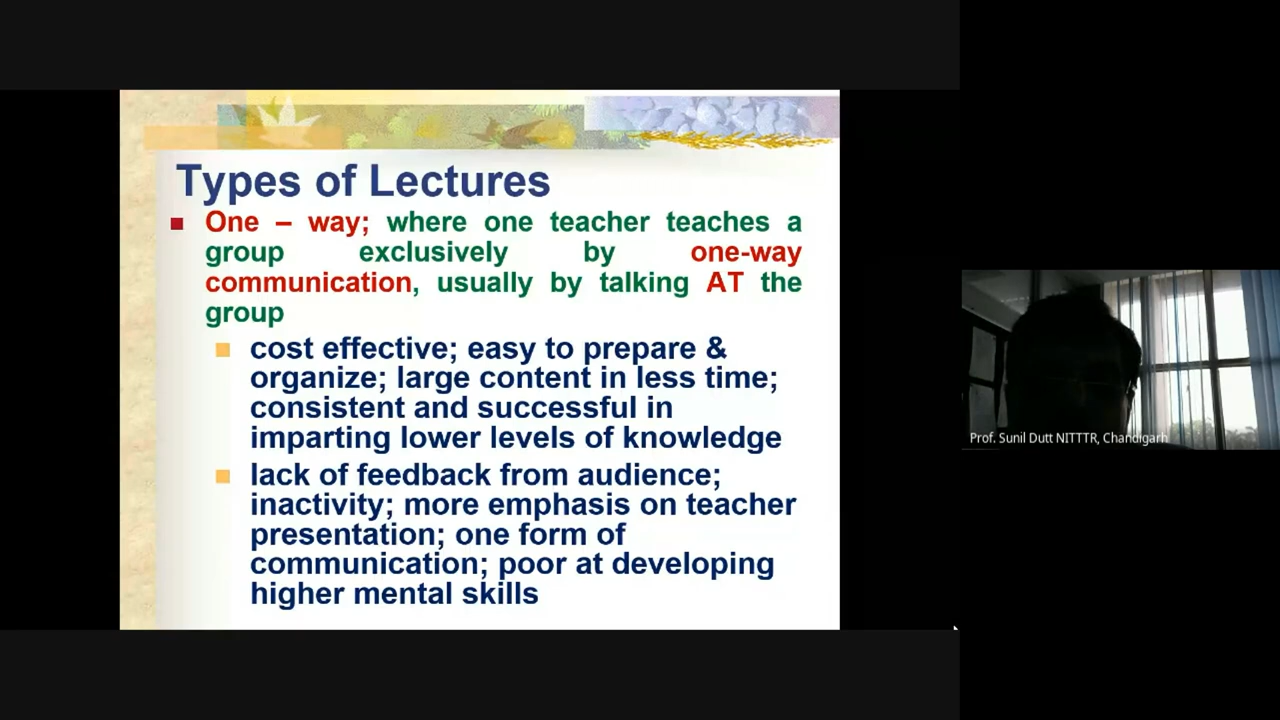 Types of Lectures
One – way; where one teacher teaches a
group exclusively by one-way
communication, usually by talking AT the
group
cost effective; easy to prepare &
organize; large content in less time;
consistent and successful in
imparting lower levels of knowledge
lack of feedback from audience;
inactivity; more emphasis on teacher
presentation; one form of
communication; poor at developing
higher mental skills
Prof. Sunil Dutt NITTTR, Chandigarh